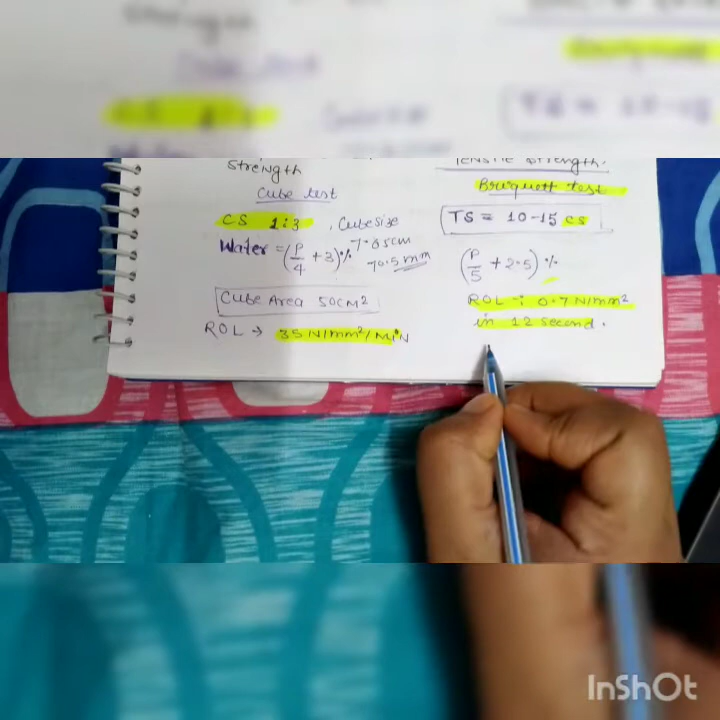 strength
Cube test
CS 1:3 , Cube size
7.05cm
Water = (P/4 + 3)%
70.5 mm
Cube Area 50CM²
ROL → 35 N/mm²/MiN
Tensile strength.
Briquett test
TS = 10-15 CS
(P/5 + 2.5) %
ROL - : 0.7 N/mm²
in 12 second.
InShOt